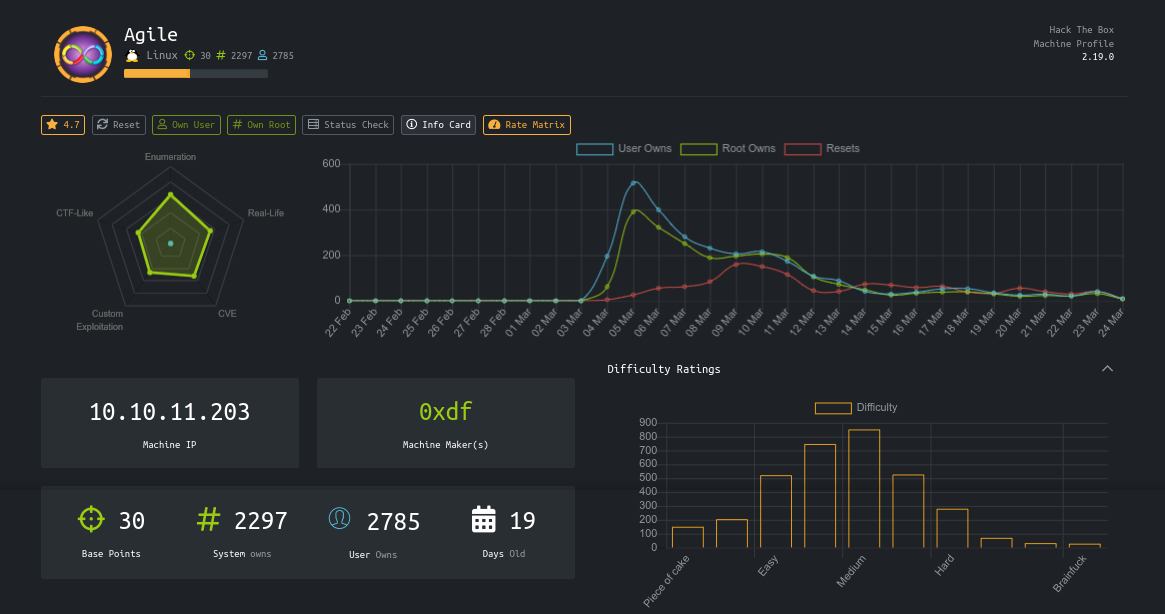 Agile
Linux 30 2297 2785
Hack The Box
Machine Profile
2.19.0
4.7 Reset Own User Own Root Status Check Info Card Rate Matrix
Enumeration
CTF-Like
Real-Life
Custom Exploitation
CVE
User Owns Root Owns Resets
600
400
200
0
22 Feb 23 Feb 24 Feb 25 Feb 26 Feb 27 Feb 28 Feb 01 Mar 02 Mar 03 Mar 04 Mar 05 Mar 06 Mar 07 Mar 08 Mar 09 Mar 10 Mar 11 Mar 12 Mar 13 Mar 14 Mar 15 Mar 16 Mar 17 Mar 18 Mar 19 Mar 20 Mar 21 Mar 22 Mar 23 Mar 24 Mar
10.10.11.203
Machine IP
0xdf
Machine Maker(s)
30
Base Points
2297
System owns
2785
User Owns
19
Days Old
Difficulty Ratings
Difficulty
900
800
700
600
500
400
300
200
100
0
Piece of cake Easy Medium Hard Brainfuck